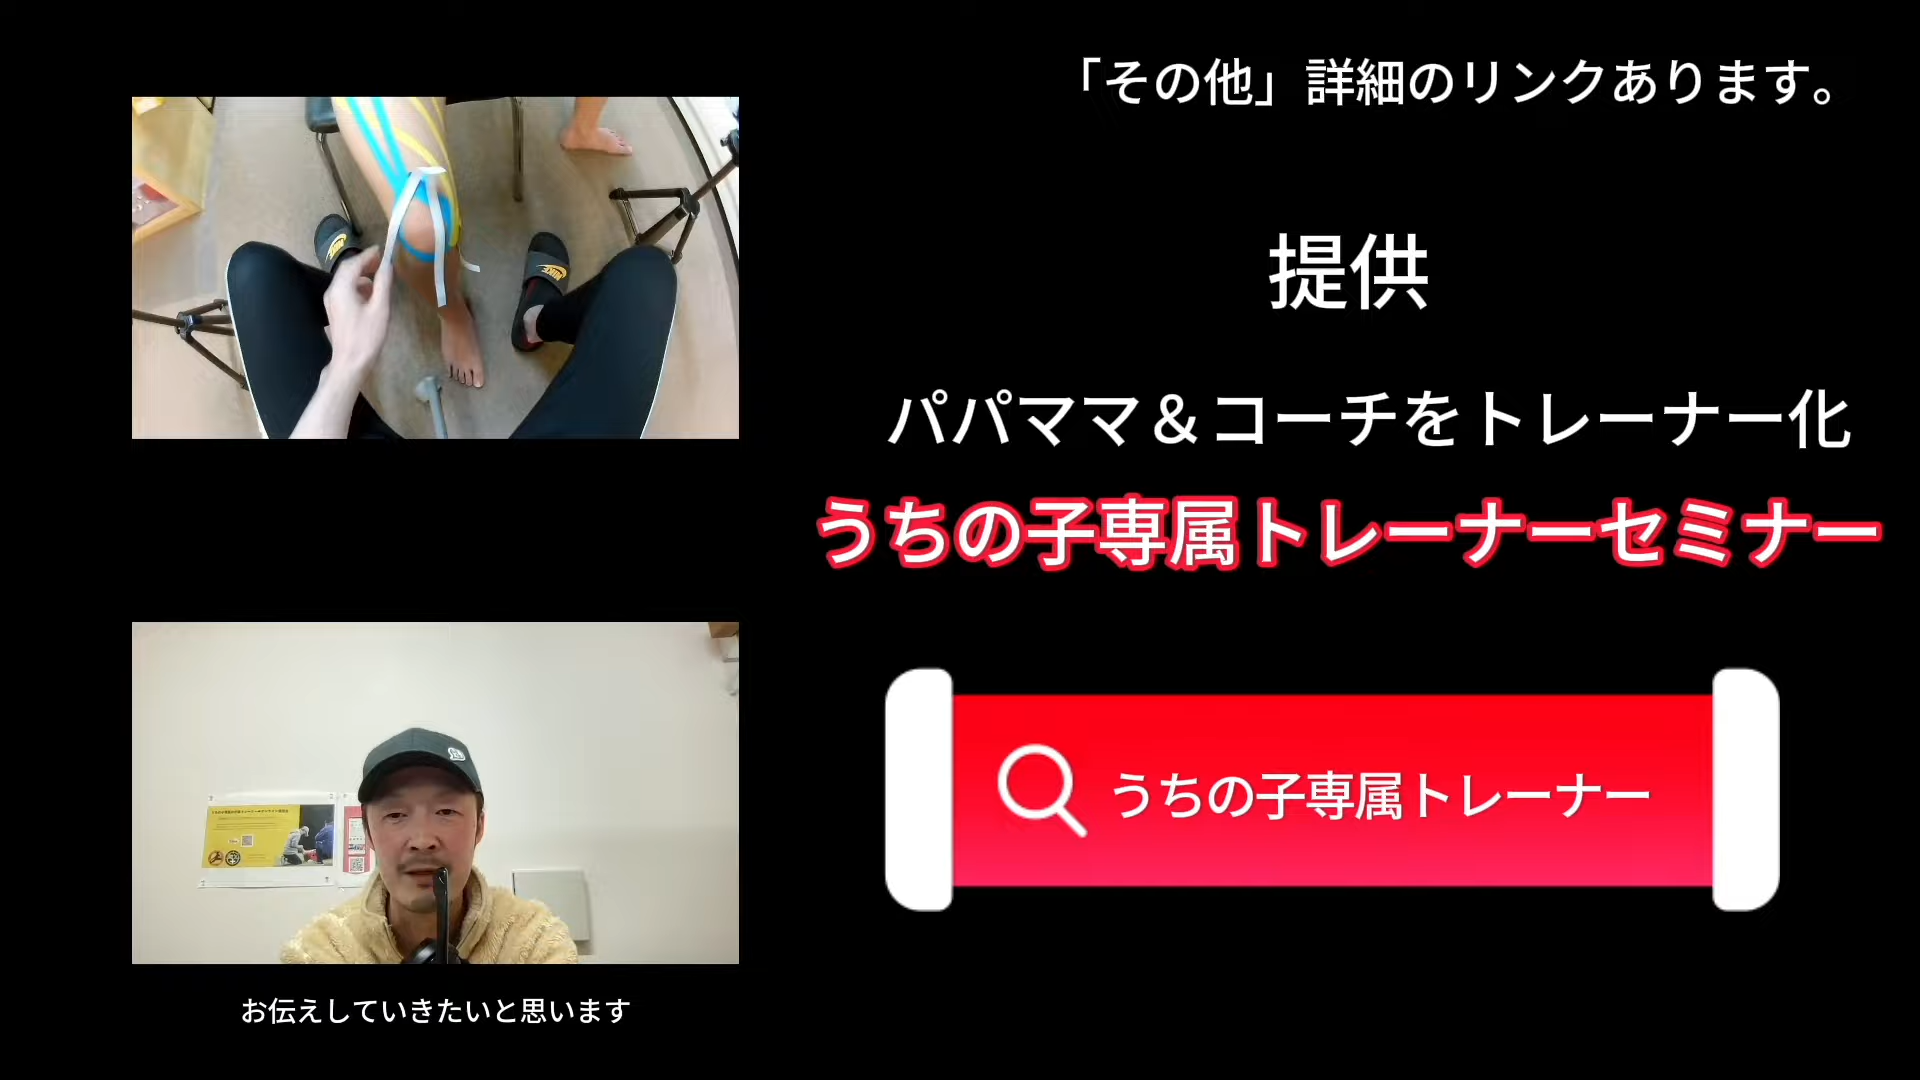 「その他」詳細のリンクあります。
提供
パパママ＆コーチをトレーナー化
うちの子専属トレーナーセミナー
うちの子専属トレーナー
お伝えしていきたいと思います
NIKE
NIKE